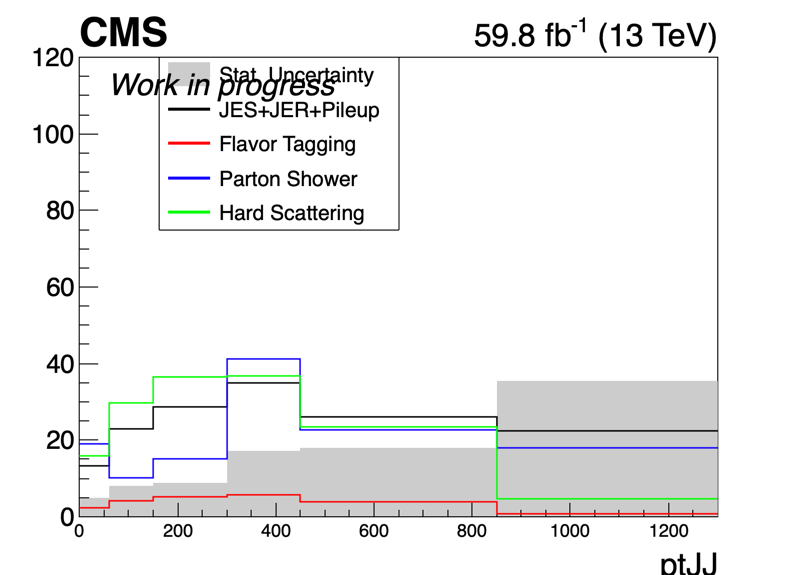 CMS
59.8 fb-1 (13 TeV)
Work in progress
Stat. Uncertainty
JES+JER+Pileup
Flavor Tagging
Parton Shower
Hard Scattering
120
100
80
60
40
20
0
0 200 400 600 800 1000 1200
ptJJ